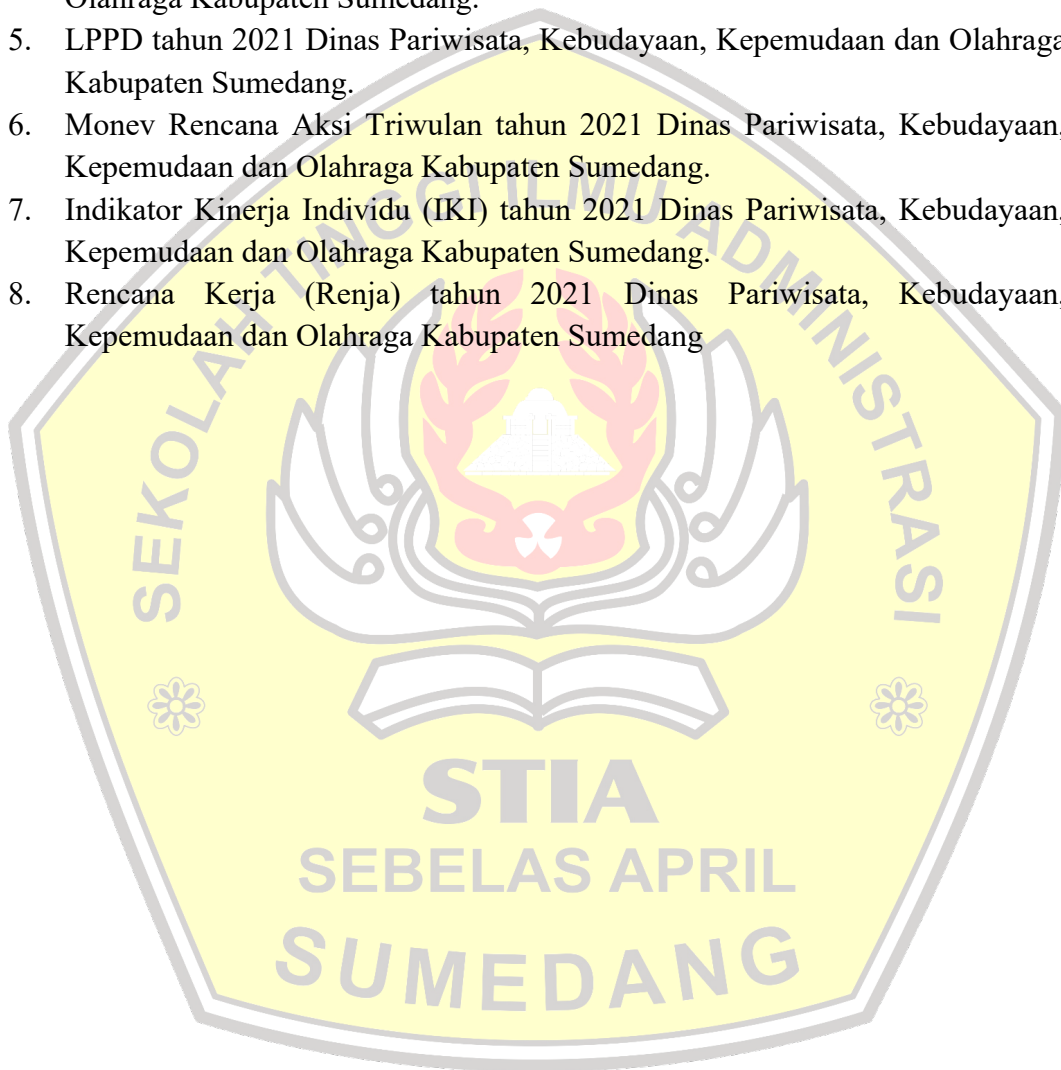 Olahraga Kabupaten Sumedang.
5. LPPD tahun 2021 Dinas Pariwisata, Kebudayaan, Kepemudaan dan Olahraga
Kabupaten Sumedang.
6. Monev Rencana Aksi Triwulan tahun 2021 Dinas Pariwisata, Kebudayaan,
Kepemudaan dan Olahraga Kabupaten Sumedang.
7. Indikator Kinerja Individu (IKI) tahun 2021 Dinas Pariwisata, Kebudayaan,
Kepemudaan dan Olahraga Kabupaten Sumedang.
8. Rencana Kerja (Renja) tahun 2021 Dinas Pariwisata, Kebudayaan,
Kepemudaan dan Olahraga Kabupaten Sumedang
SEKOLAH TINGGI ILMU ADMINISTRASI
STIA
SEBELAS APRIL
SUMEDANG